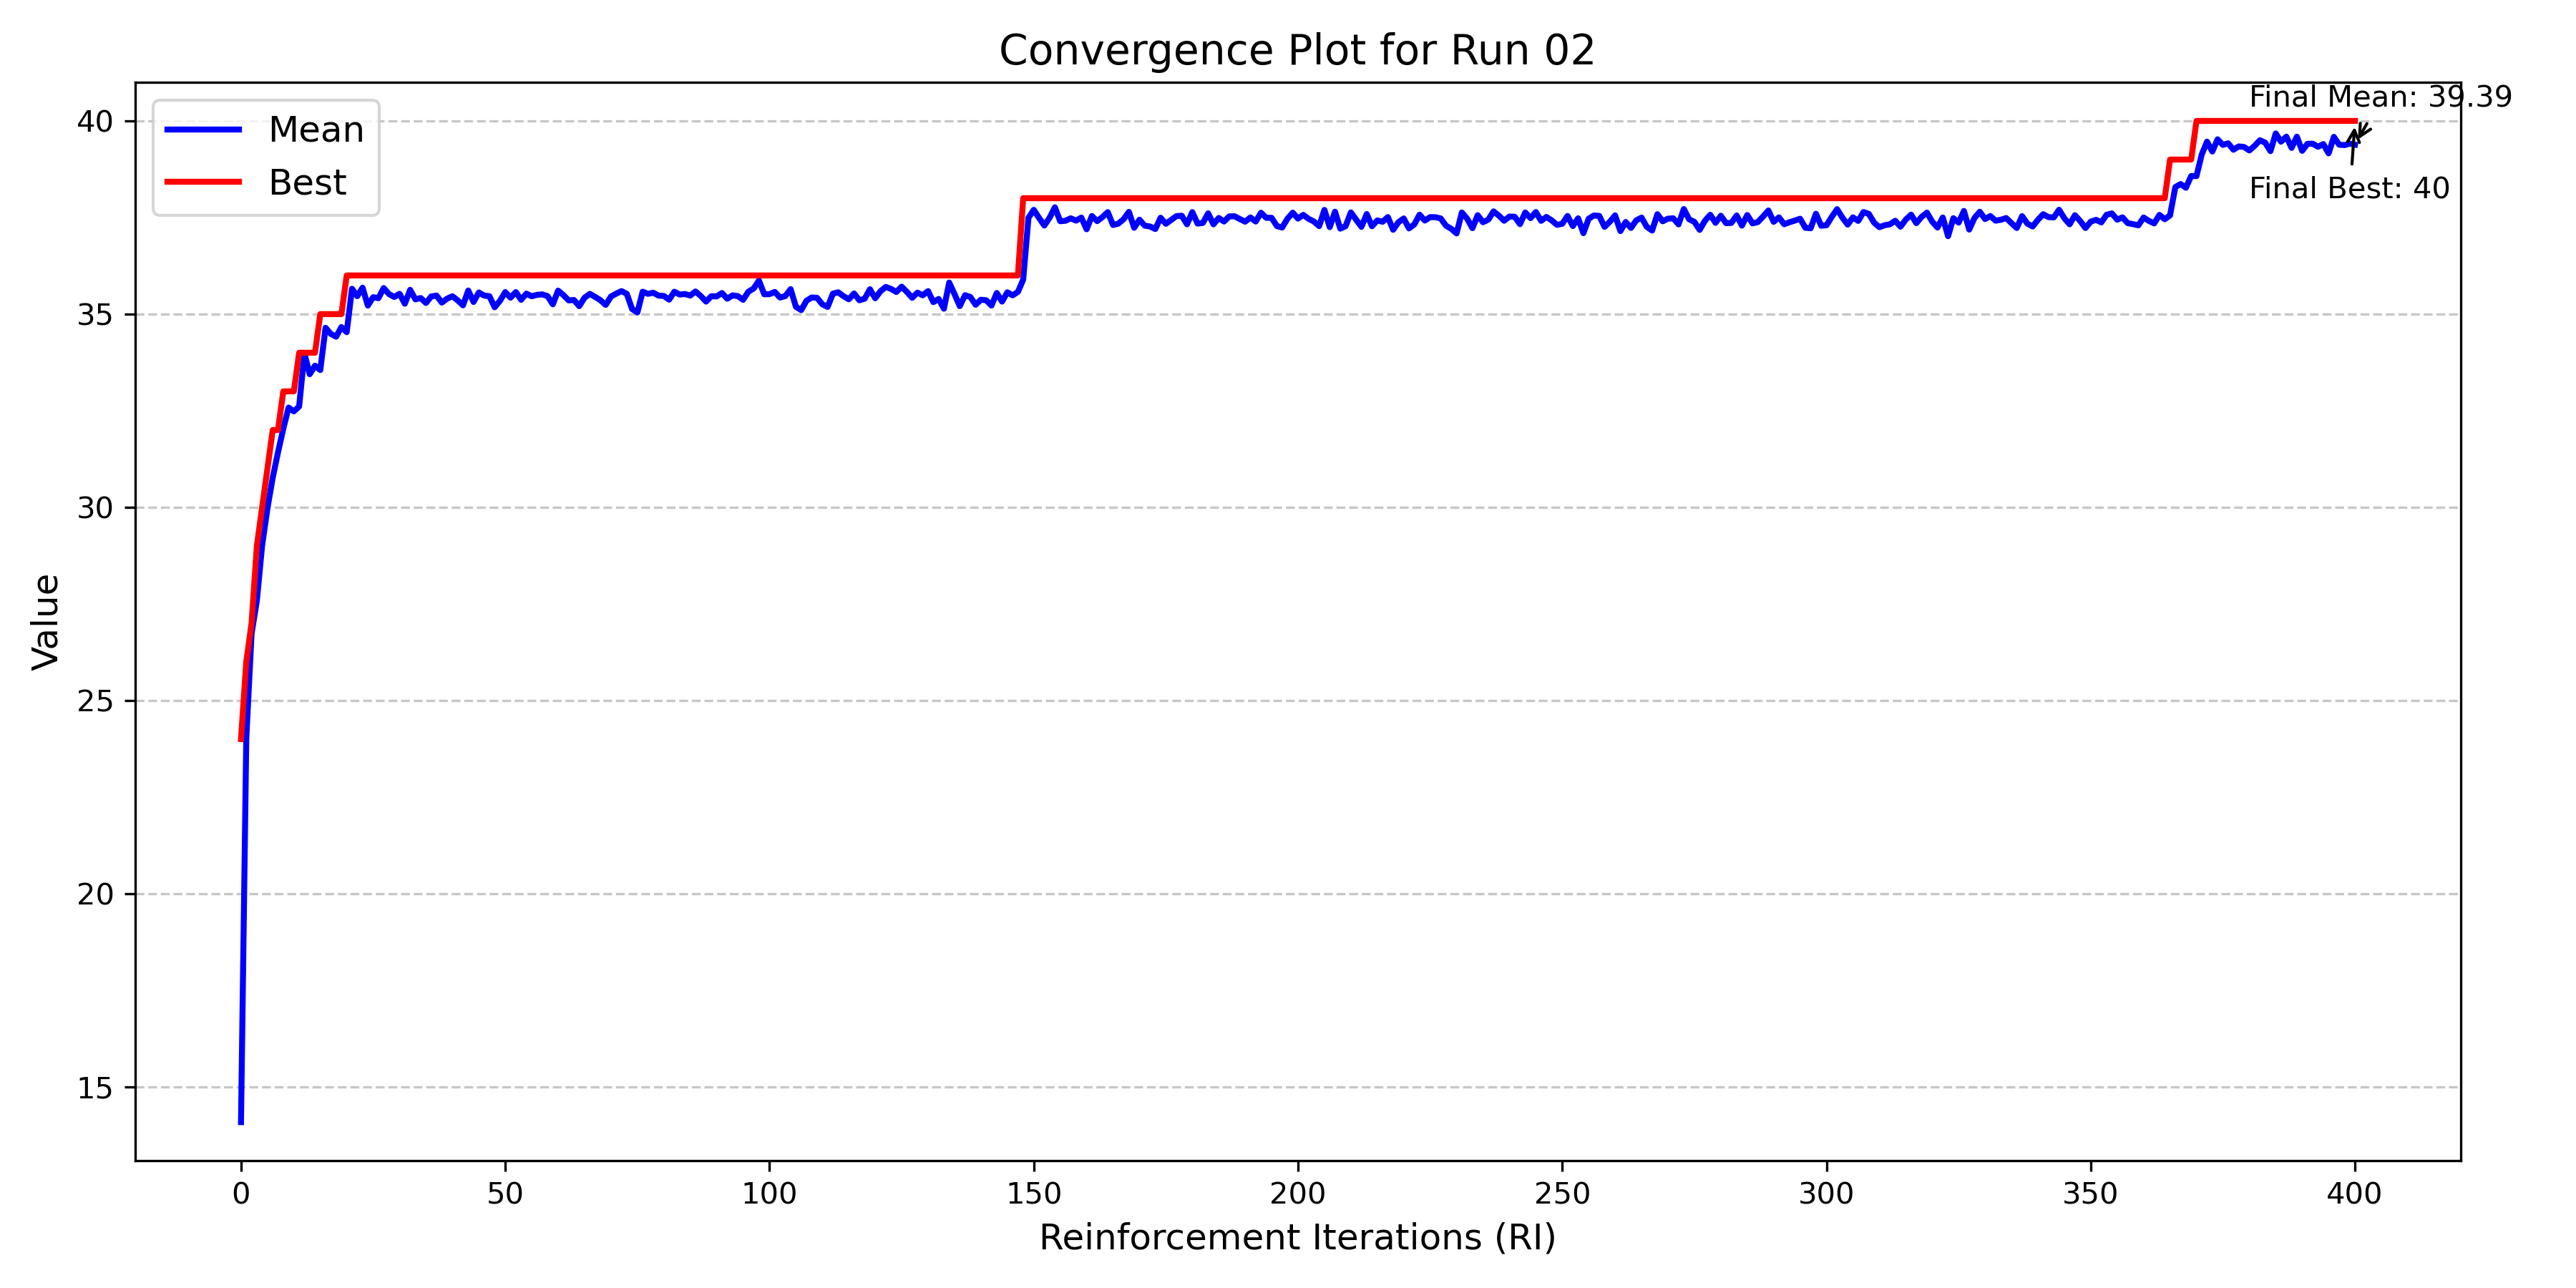 Convergence Plot for Run 02
Mean
Best
Final Mean: 39.39
Final Best: 40
Value
40
35
30
25
20
15
0 50 100 150 200 250 300 350 400
Reinforcement Iterations (RI)